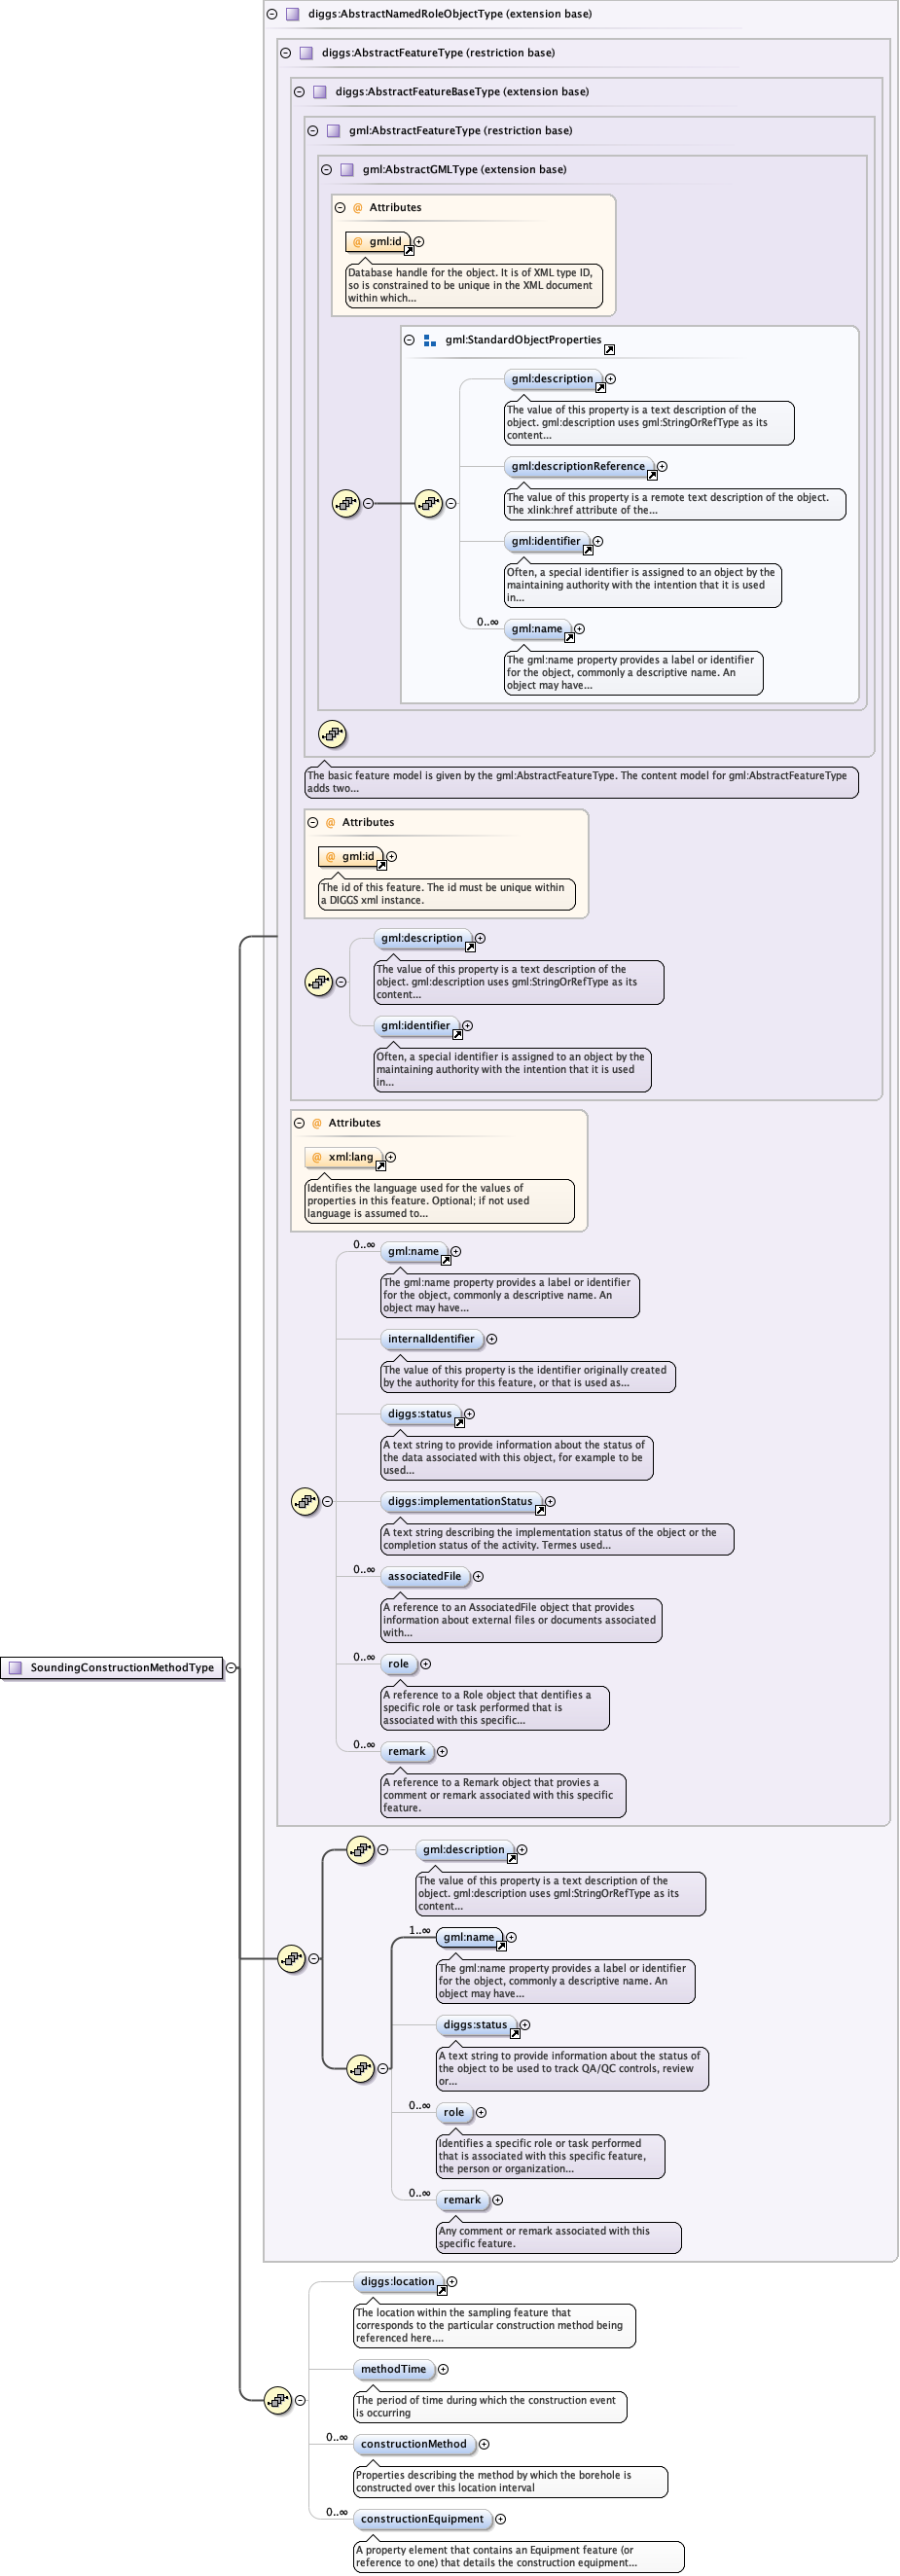 diggs:AbstractNamedRoleObjectType (extension base)
diggs:AbstractFeatureType (restriction base)
diggs:AbstractFeatureBaseType (extension base)
gml:AbstractFeatureType (restriction base)
gml:AbstractGMLType (extension base)
@ Attributes
@ gml:id
Database handle for the object. It is of XML type ID,
so is constrained to be unique in the XML document
within which...
gml:StandardObjectProperties
gml:description
The value of this property is a text description of the
object. gml:description uses gml:StringOrRefType as its
content...
gml:descriptionReference
The value of this property is a remote text description of the object.
The xlink:href attribute of the...
gml:identifier
Often, a special identifier is assigned to an object by the
maintaining authority with the intention that it is used
in...
0..∞
gml:name
The gml:name property provides a label or identifier
for the object, commonly a descriptive name. An
object may have...
The basic feature model is given by the gml:AbstractFeatureType. The content model for gml:AbstractFeatureType
adds two...
@ Attributes
@ gml:id
The id of this feature. The id must be unique within
a DIGGS xml instance.
gml:description
The value of this property is a text description of the
object. gml:description uses gml:StringOrRefType as its
content...
gml:identifier
Often, a special identifier is assigned to an object by the
maintaining authority with the intention that it is used
in...
@ Attributes
@ xml:lang
Identifies the language used for the values of
properties in this feature. Optional; if not used
language is assumed to...
0..∞
gml:name
The gml:name property provides a label or identifier
for the object, commonly a descriptive name. An
object may have...
internalIdentifier
The value of this property is the identifier originally created
by the authority for this feature, or that is used as...
diggs:status
A text string to provide information about the status of
the data associated with this object, for example to be
used...
diggs:implementationStatus
A text string describing the implementation status of the object or the
completion status of the activity. Termes used...
0..∞
associatedFile
A reference to an AssociatedFile object that provides
information about external files or documents associated
with...
0..∞
role
A reference to a Role object that dentifies a
specific role or task performed that is
associated with this specific...
SoundingConstructionMethodType
0..∞
remark
A reference to a Remark object that provies a
comment or remark associated with this specific
feature.
gml:description
The value of this property is a text description of the
object. gml:description uses gml:StringOrRefType as its
content...
1..∞
gml:name
The gml:name property provides a label or identifier
for the object, commonly a descriptive name. An
object may have...
diggs:status
A text string to provide information about the status of
the object to be used to track QA/QC controls, review
or...
0..∞
role
Identifies a specific role or task performed
that is associated with this specific feature,
the person or organization...
0..∞
remark
Any comment or remark associated with this
specific feature.
diggs:location
The location within the sampling feature that
corresponds to the particular construction method being
referenced here....
methodTime
The period of time during which the construction event
is occurring
0..∞
constructionMethod
Properties describing the method by which the borehole is
constructed over this location interval
0..∞
constructionEquipment
A property element that contains an Equipment feature (or
reference to one) that details the construction equipment...